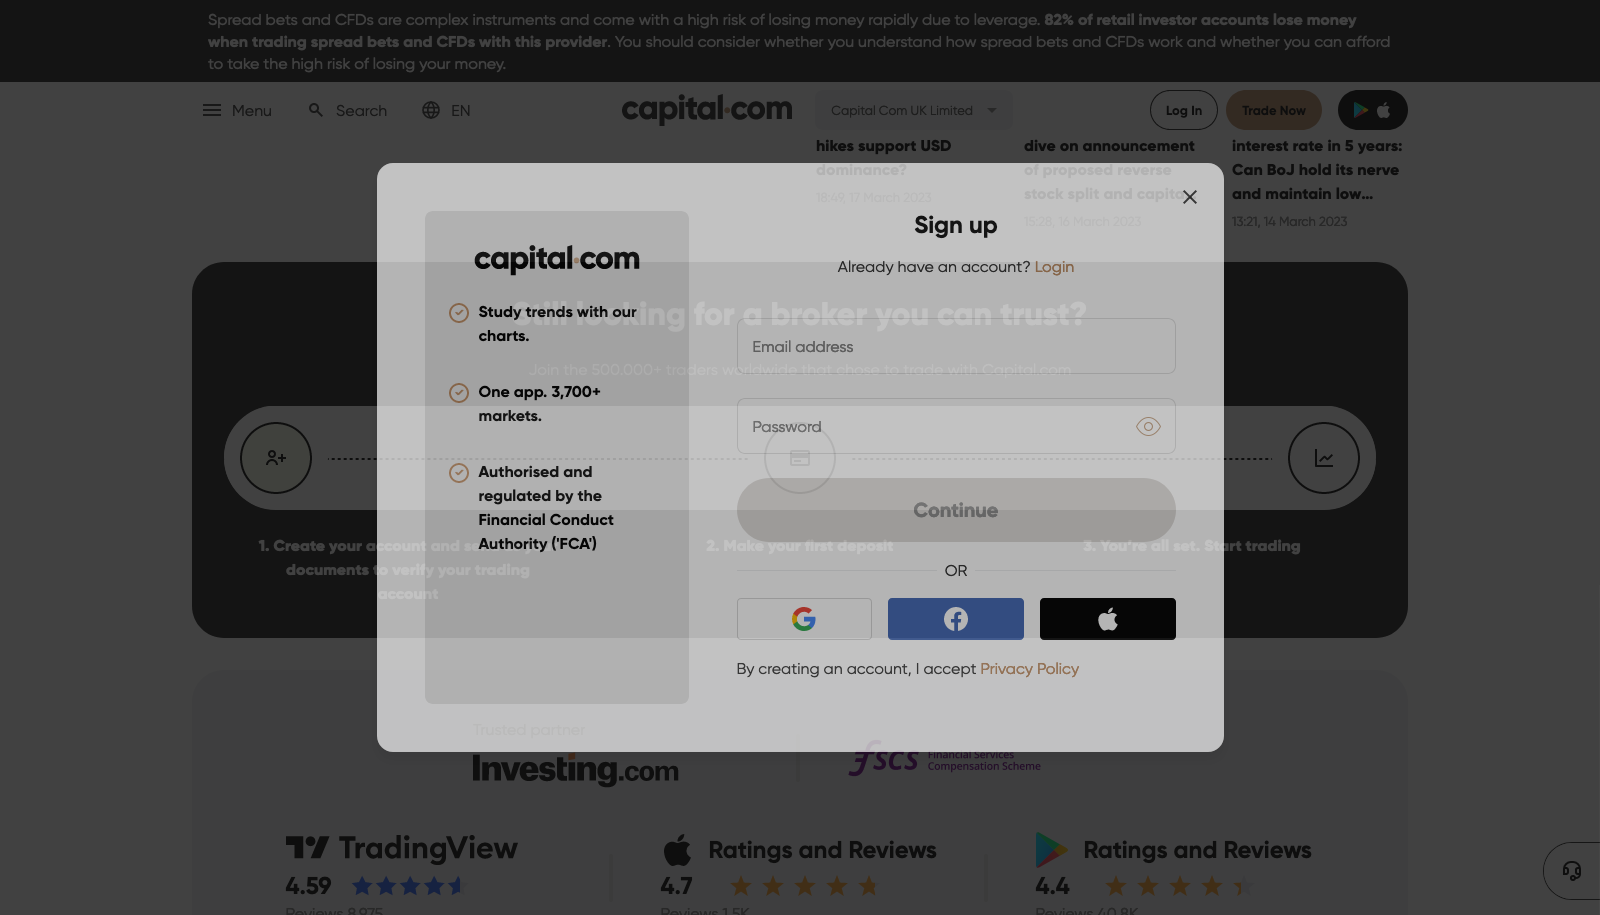 Spread bets and CFDs are complex instruments and come with a high risk of losing money rapidly due to leverage. 82% of retail investor accounts lose money
when trading spread bets and CFDs with this provider. You should consider whether you understand how spread bets and CFDs work and whether you can afford
to take the high risk of losing your money.
Menu
Search
EN
capital.com
Capital Com UK Limited
Log In
Trade Now
hikes support USD
dominance?
18:49, 17 March 2023
dive on announcement
of proposed reverse
stock split and capita
15:28, 16 March 2023
interest rate in 5 years:
Can BoJ hold its nerve
and maintain low...
13:21, 14 March 2023
capital.com
Study trends with our
charts.
One app. 3,700+
markets.
Authorised and
regulated by the
Financial Conduct
Authority ('FCA')
Sign up
Already have an account? Login
Email address
Password
Continue
OR
By creating an account, I accept Privacy Policy
Still looking for a broker you can trust?
Join the 500.000+ traders worldwide that chose to trade with Capital.com
1. Create your account and
documents to verify your trading
account
2. Make your first deposit
3. You're all set. Start trading
Trusted partner
Investing.com
fscs
Financial Services
Compensation Scheme
TradingView
4.59
Reviews 8,975
Ratings and Reviews
4.7
Reviews 1.5K
Ratings and Reviews
4.4
Reviews 40.8K